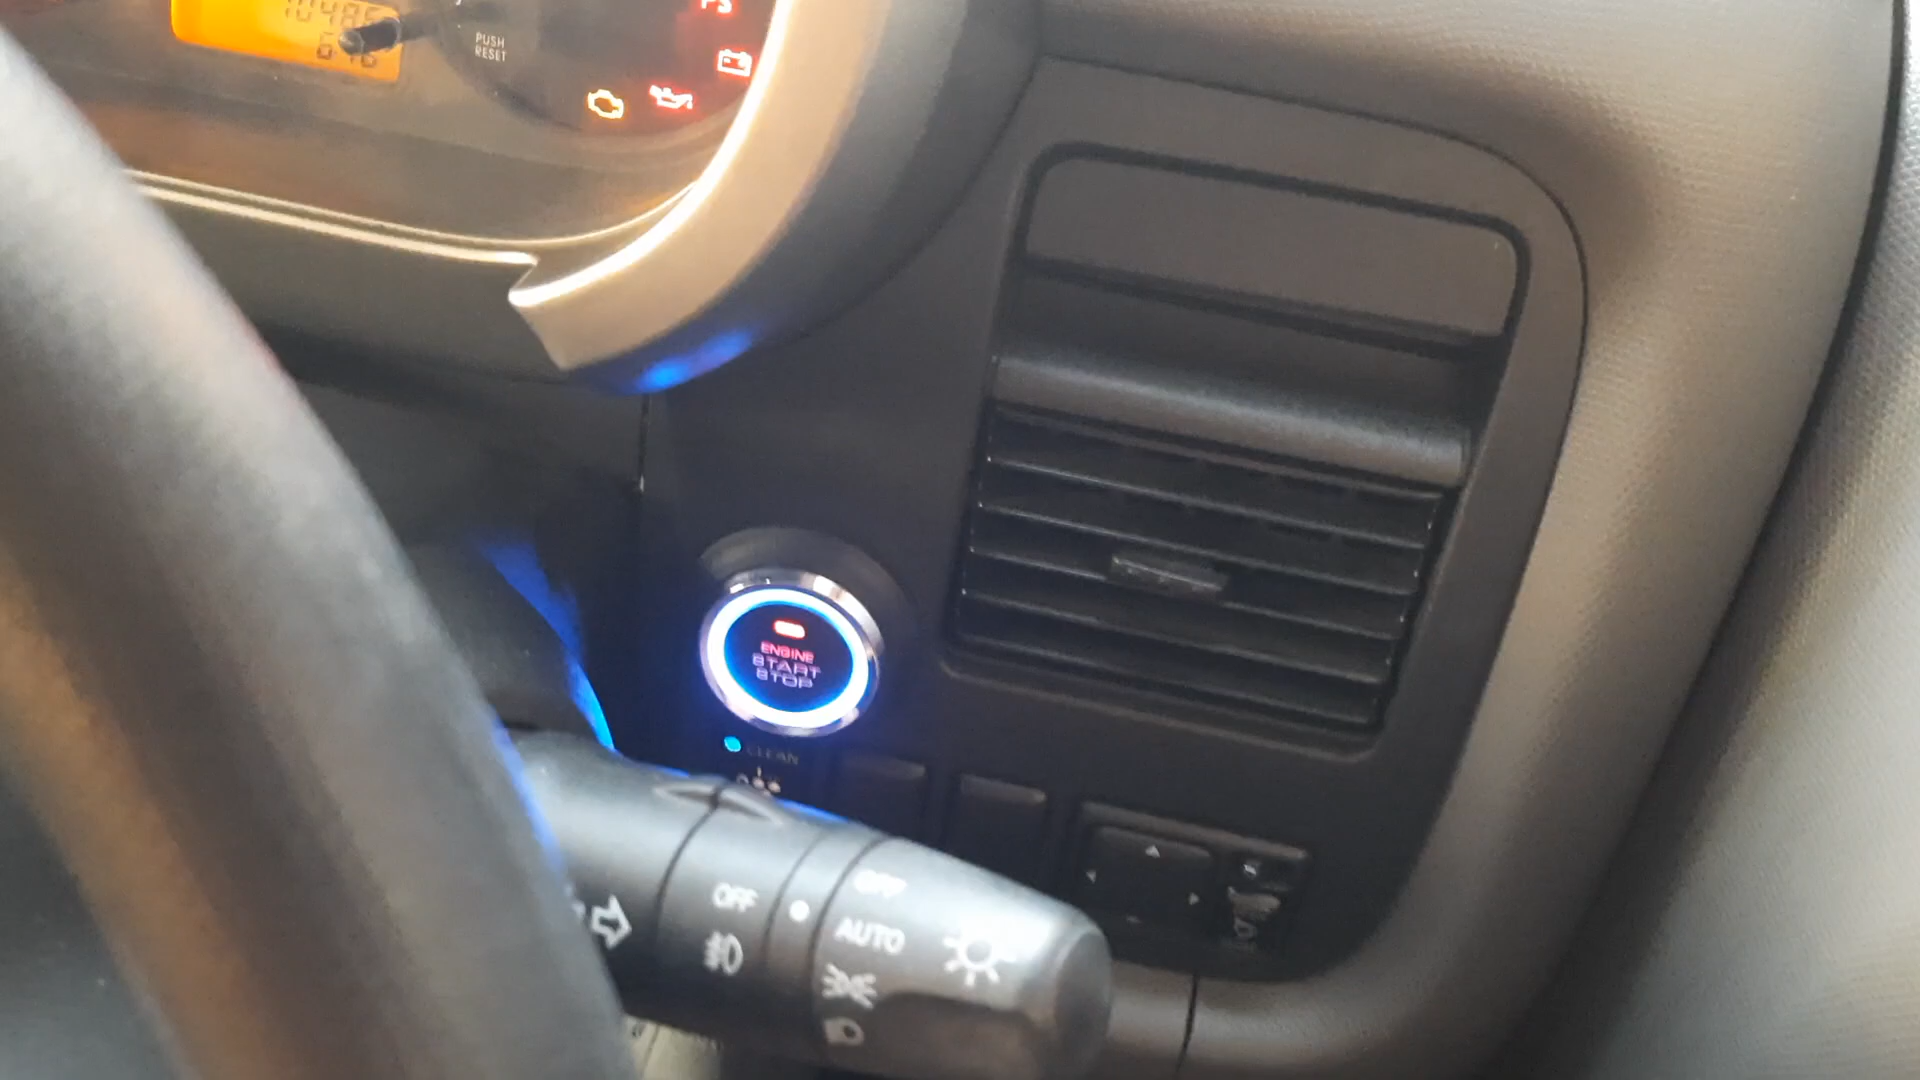 PUSH
RESET
ENGINE
START
STOP
CLEAN
OFF
OFF
AUTO